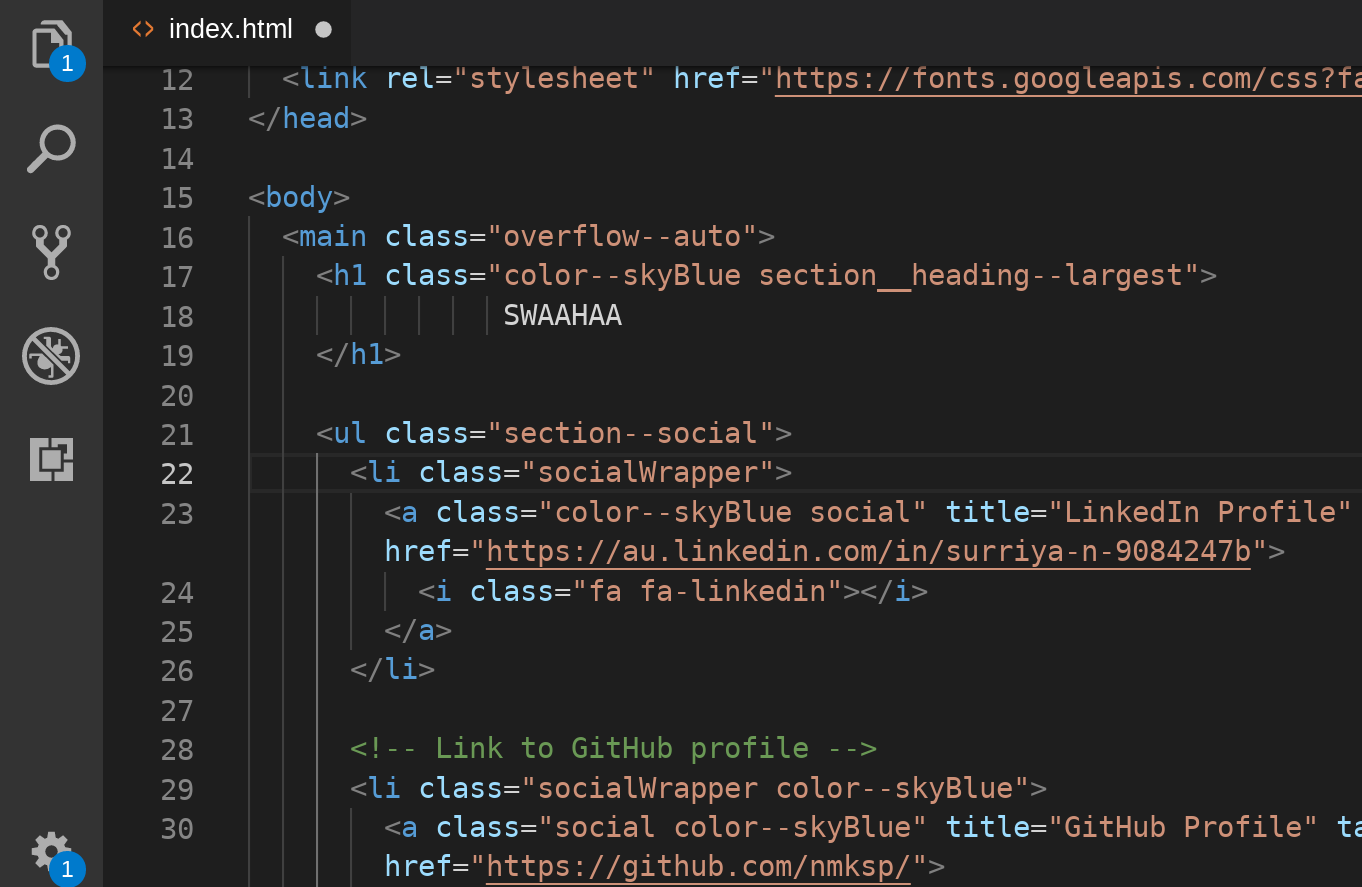 index.html
1
12 <link rel="stylesheet" href="https://fonts.googleapis.com/css?fa
13 </head>
14
15 <body>
16 <main class="overflow--auto">
17 <h1 class="color--skyBlue section__heading--largest">
18 SWAAHAA
19 </h1>
20
21 <ul class="section--social">
22 <li class="socialWrapper">
23 <a class="color--skyBlue social" title="LinkedIn Profile"
href="https://au.linkedin.com/in/surriya-n-9084247b">
24 <i class="fa fa-linkedin"></i>
25 </a>
26 </li>
27
28 <!-- Link to GitHub profile -->
29 <li class="socialWrapper color--skyBlue">
30 <a class="social color--skyBlue" title="GitHub Profile" ta
href="https://github.com/nmksp/">
1